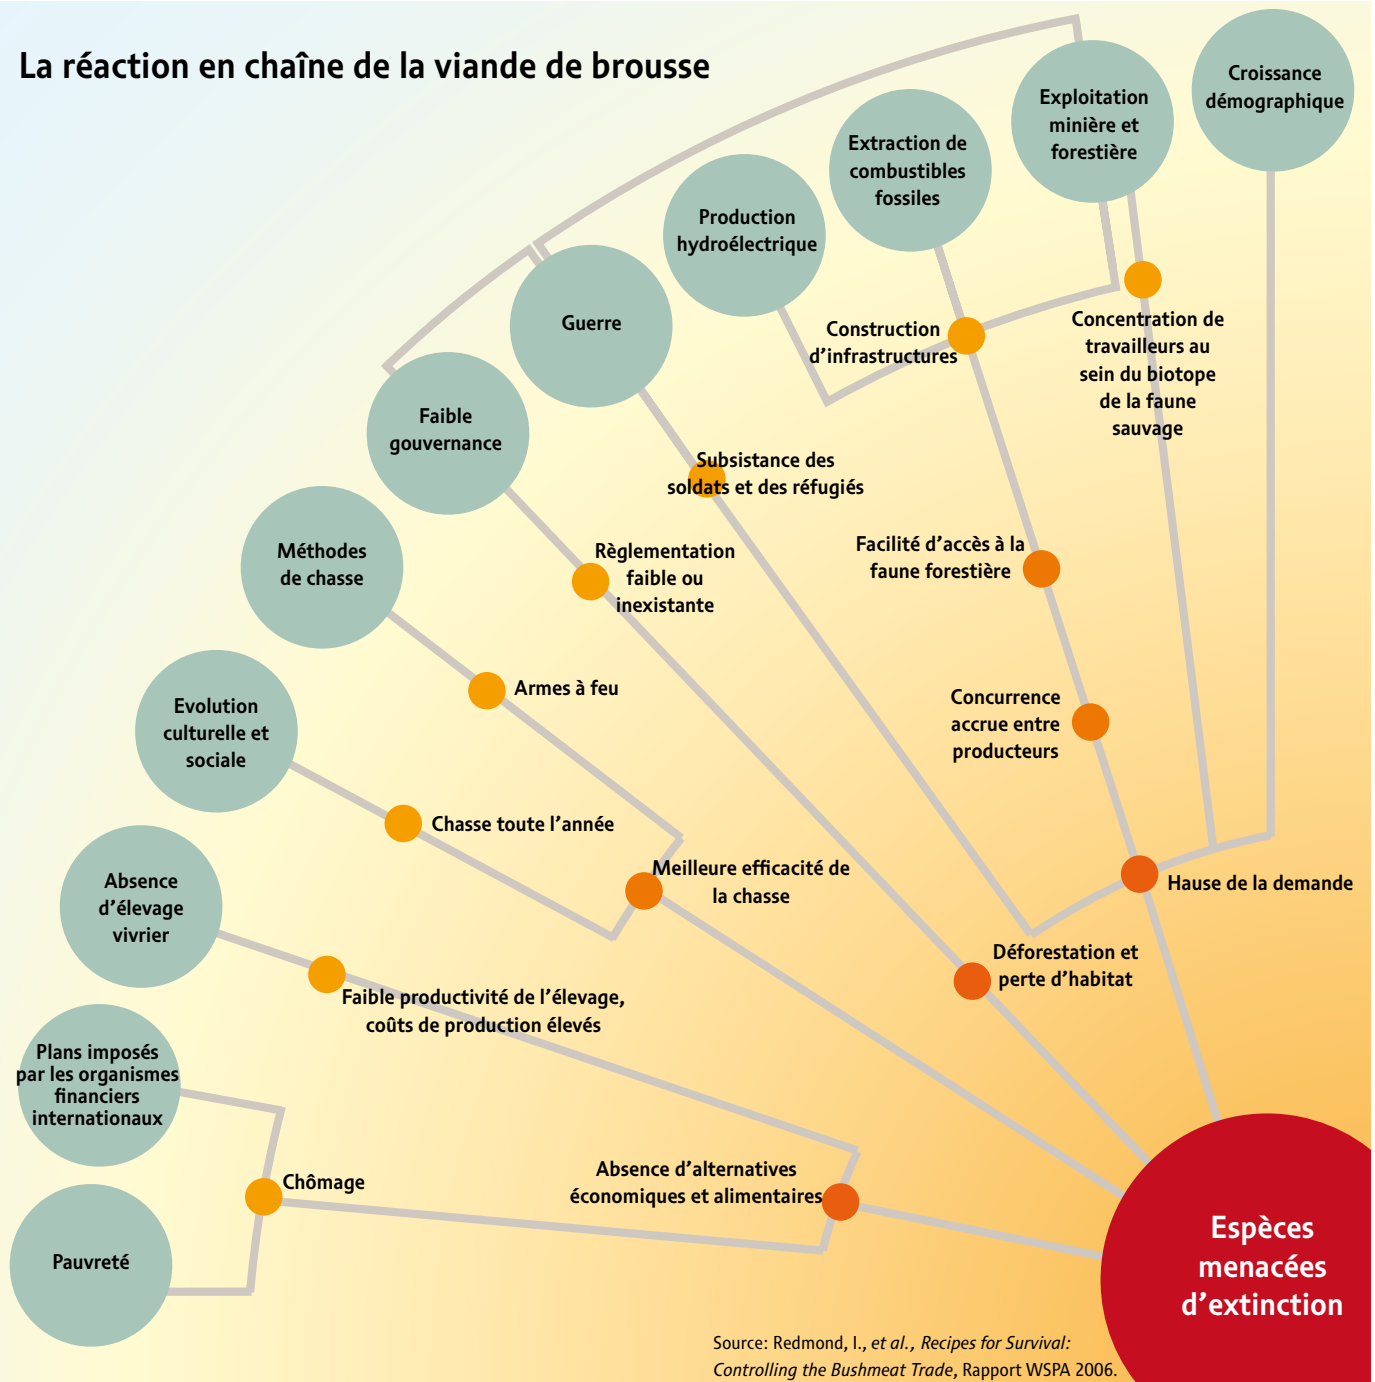 La réaction en chaîne de la viande de brousse
Croissance
démographique
Exploitation
minière et
forestière
Extraction de
combustibles
fossiles
Production
hydroélectrique
Guerre
Faible
gouvernance
Méthodes
de chasse
Evolution
culturelle et
sociale
Absence
d’élevage
vivrier
Plans imposés
par les organismes
financiers
internationaux
Pauvreté
Construction
d’infrastructures
Concentration de
travailleurs au
sein du biotope
de la faune
sauvage
Subsistance des
soldats et des réfugiés
Règlementation
faible ou
inexistante
Facilité d’accès à la
faune forestière
Armes à feu
Concurrence
accrue entre
producteurs
Chasse toute l’année
Meilleure efficacité de
la chasse
Hause de la demande
Déforestation et
perte d’habitat
Faible productivité de l’élevage,
coûts de production élevés
Chômage
Absence d’alternatives
économiques et alimentaires
Espèces
menacées
d’extinction
Source: Redmond, I., et al., Recipes for Survival:
Controlling the Bushmeat Trade, Rapport WSPA 2006.